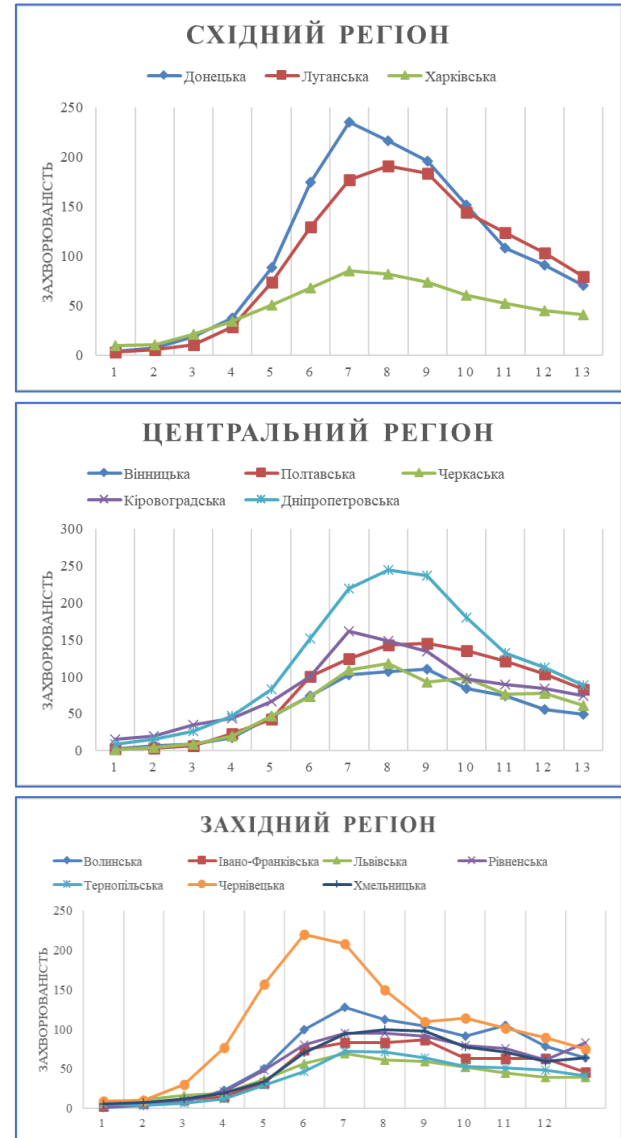 СХІДНИЙ РЕГІОН
Донецька Луганська Харківська
250
200
150
100
50
0
ЗАХВОРЮВАНІСТЬ
1 2 3 4 5 6 7 8 9 10 11 12 13
ЦЕНТРАЛЬНИЙ РЕГІОН
Вінницька Полтавська Черкаська
Кіровоградська Дніпропетровська
300
250
200
150
100
50
0
ЗАХВОРЮВАНІСТЬ
1 2 3 4 5 6 7 8 9 10 11 12 13
ЗАХІДНИЙ РЕГІОН
Волинська Івано-Франківська Львівська Рівненська
Тернопільська Чернівецька Хмельницька
250
200
150
100
50
0
ЗАХВОРЮВАНІСТЬ
1 2 3 4 5 6 7 8 9 10 11 12